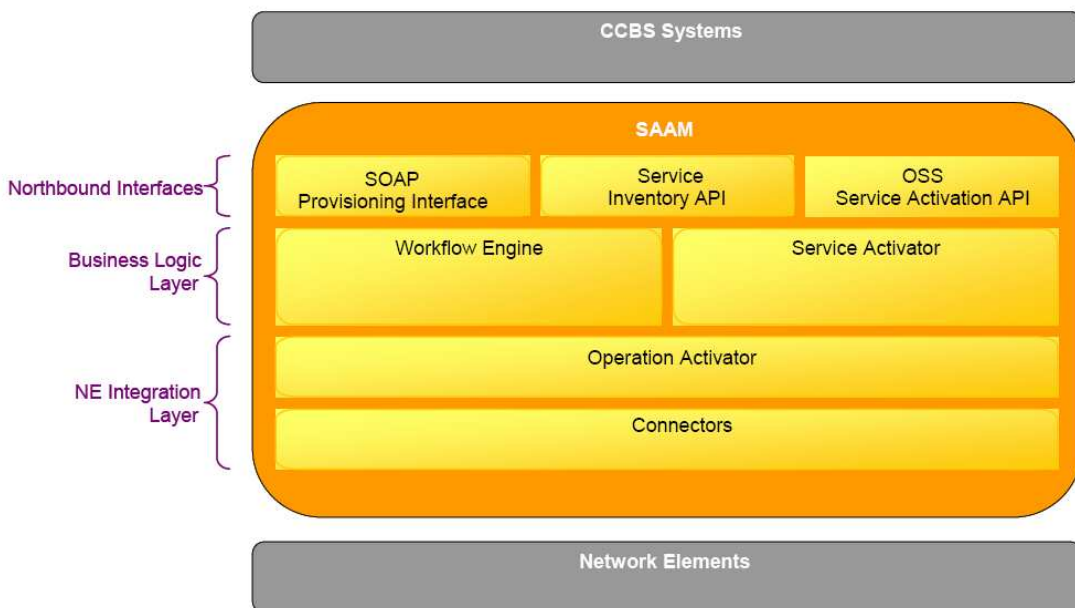 CCBS Systems
SAAM
Northbound Interfaces
SOAP
Provisioning Interface
Service
Inventory API
OSS
Service Activation API
Business Logic
Layer
Workflow Engine
Service Activator
NE Integration
Layer
Operation Activator
Connectors
Network Elements